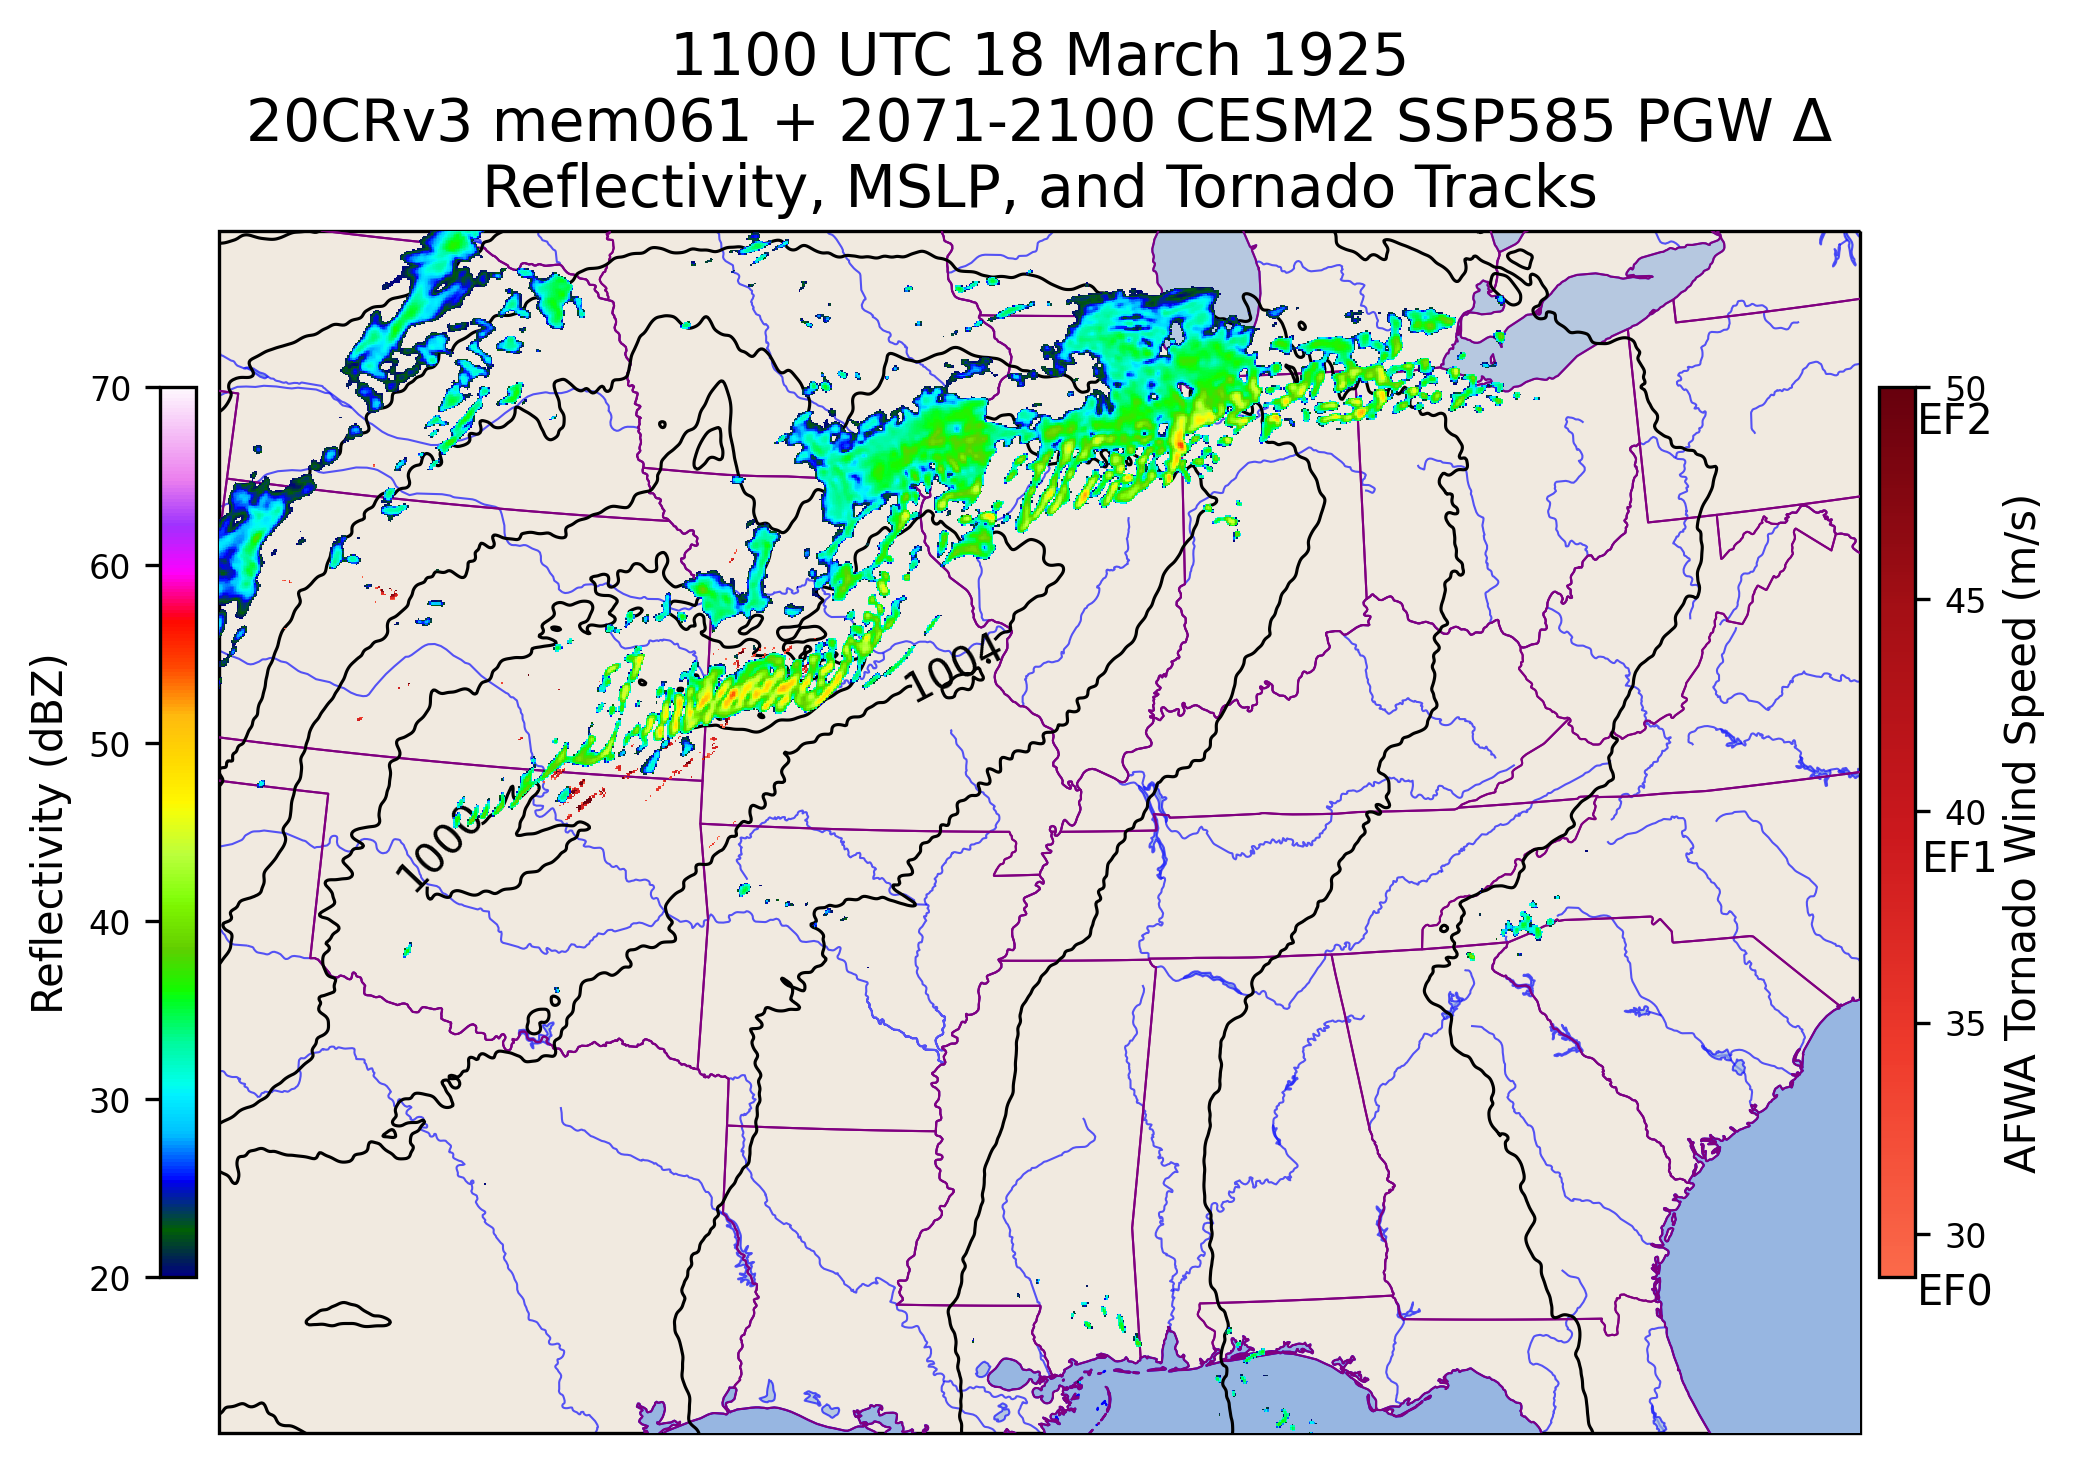 1100 UTC 18 March 1925
20CRv3 mem061 + 2071-2100 CESM2 SSP585 PGW Δ
Reflectivity, MSLP, and Tornado Tracks
70
60
50
40
30
20
Reflectivity (dBZ)
1004
1000
50
EF2
45
40
EF1
35
30
EF0
AFWA Tornado Wind Speed (m/s)